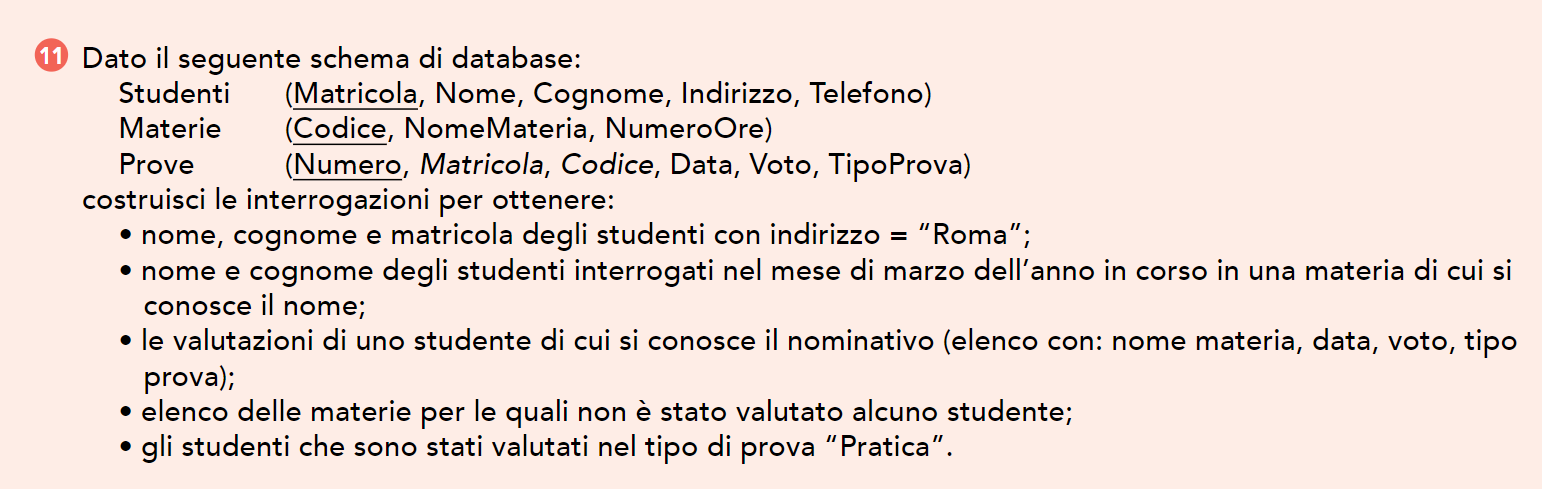 11 Dato il seguente schema di database:
Studenti (Matricola, Nome, Cognome, Indirizzo, Telefono)
Materie (Codice, NomeMateria, NumeroOre)
Prove (Numero, Matricola, Codice, Data, Voto, TipoProva)
costruisci le interrogazioni per ottenere:
• nome, cognome e matricola degli studenti con indirizzo = “Roma”;
• nome e cognome degli studenti interrogati nel mese di marzo dell’anno in corso in una materia di cui si
conosce il nome;
• le valutazioni di uno studente di cui si conosce il nominativo (elenco con: nome materia, data, voto, tipo
prova);
• elenco delle materie per le quali non è stato valutato alcuno studente;
• gli studenti che sono stati valutati nel tipo di prova “Pratica”.